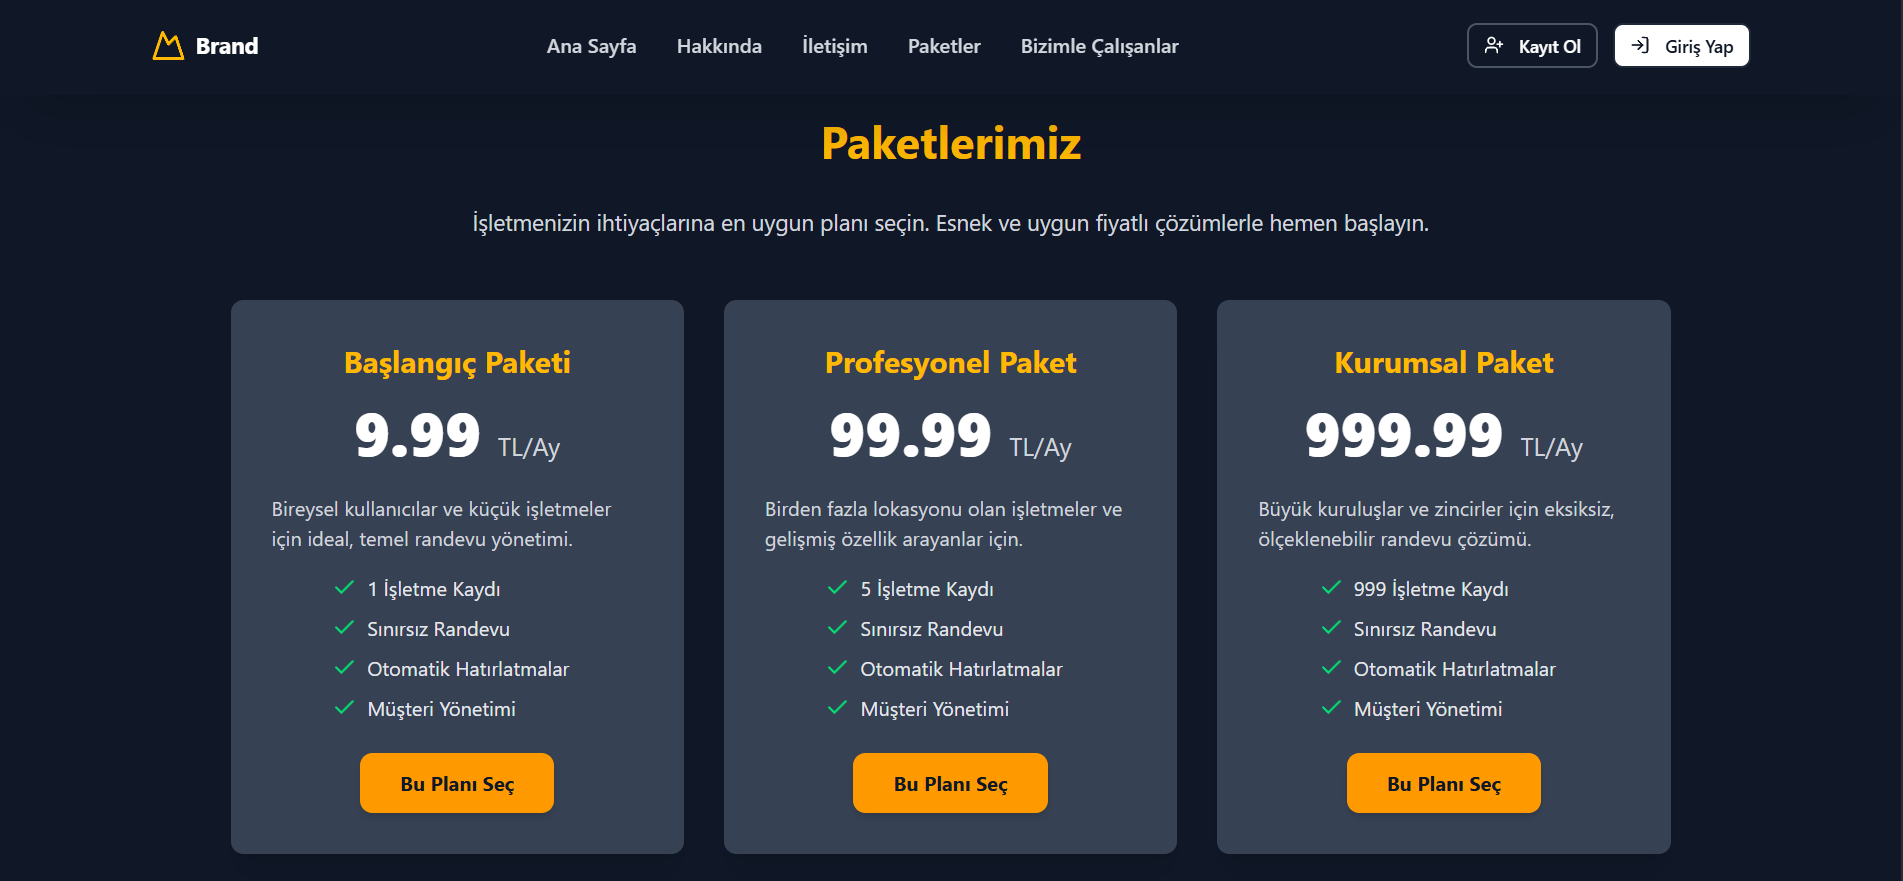 Brand
Ana Sayfa
Hakkında
İletişim
Paketler
Bizimle Çalışanlar
Kayıt Ol
Giriş Yap
Paketlerimiz
İşletmenizin ihtiyaçlarına en uygun planı seçin. Esnek ve uygun fiyatlı çözümlerle hemen başlayın.
Başlangıç Paketi
9.99 TL/Ay
Bireysel kullanıcılar ve küçük işletmeler
için ideal, temel randevu yönetimi.
1 İşletme Kaydı
Sınırsız Randevu
Otomatik Hatırlatmalar
Müşteri Yönetimi
Bu Planı Seç
Profesyonel Paket
99.99 TL/Ay
Birden fazla lokasyonu olan işletmeler ve
gelişmiş özellik arayanlar için.
5 İşletme Kaydı
Sınırsız Randevu
Otomatik Hatırlatmalar
Müşteri Yönetimi
Bu Planı Seç
Kurumsal Paket
999.99 TL/Ay
Büyük kuruluşlar ve zincirler için eksiksiz,
ölçeklenebilir randevu çözümü.
999 İşletme Kaydı
Sınırsız Randevu
Otomatik Hatırlatmalar
Müşteri Yönetimi
Bu Planı Seç